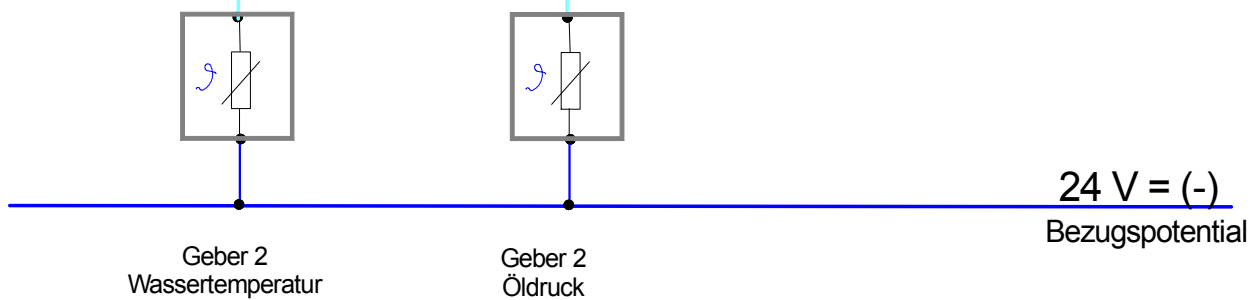 ϑ
ϑ
24 V = (-)
Bezugspotential
Geber 2
Wassertemperatur
Geber 2
Öldruck